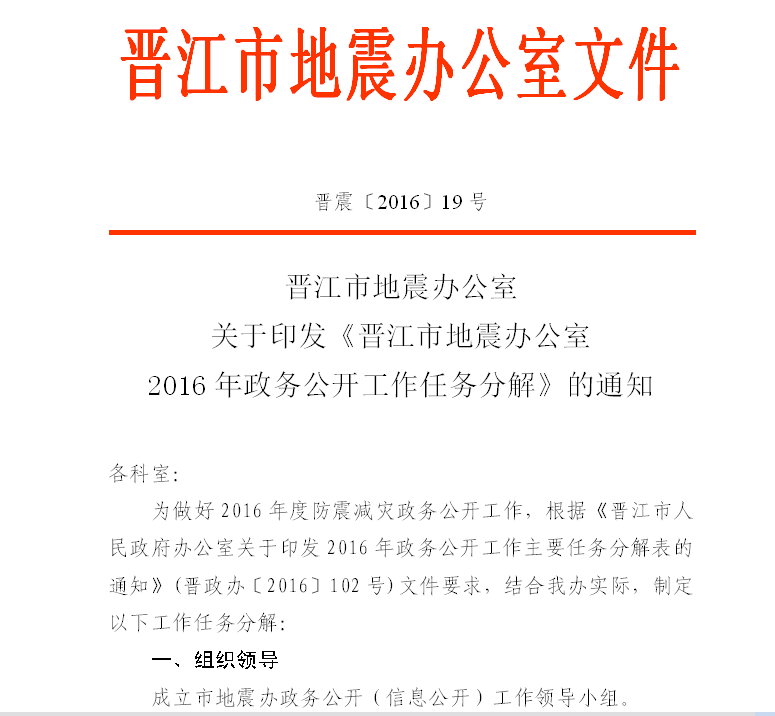 晋江市地震办公室文件
晋震〔2016〕19 号
晋江市地震办公室
关于印发《晋江市地震办公室
2016 年政务公开工作任务分解》的通知
各科室：
为做好 2016 年度防震减灾政务公开工作，根据《晋江市人
民政府办公室关于印发 2016 年政务公开工作主要任务分解表的
通知》(晋政办〔2016〕102 号)文件要求，结合我办实际，制定
以下工作任务分解：
一、组织领导
成立市地震办政务公开（信息公开）工作领导小组。